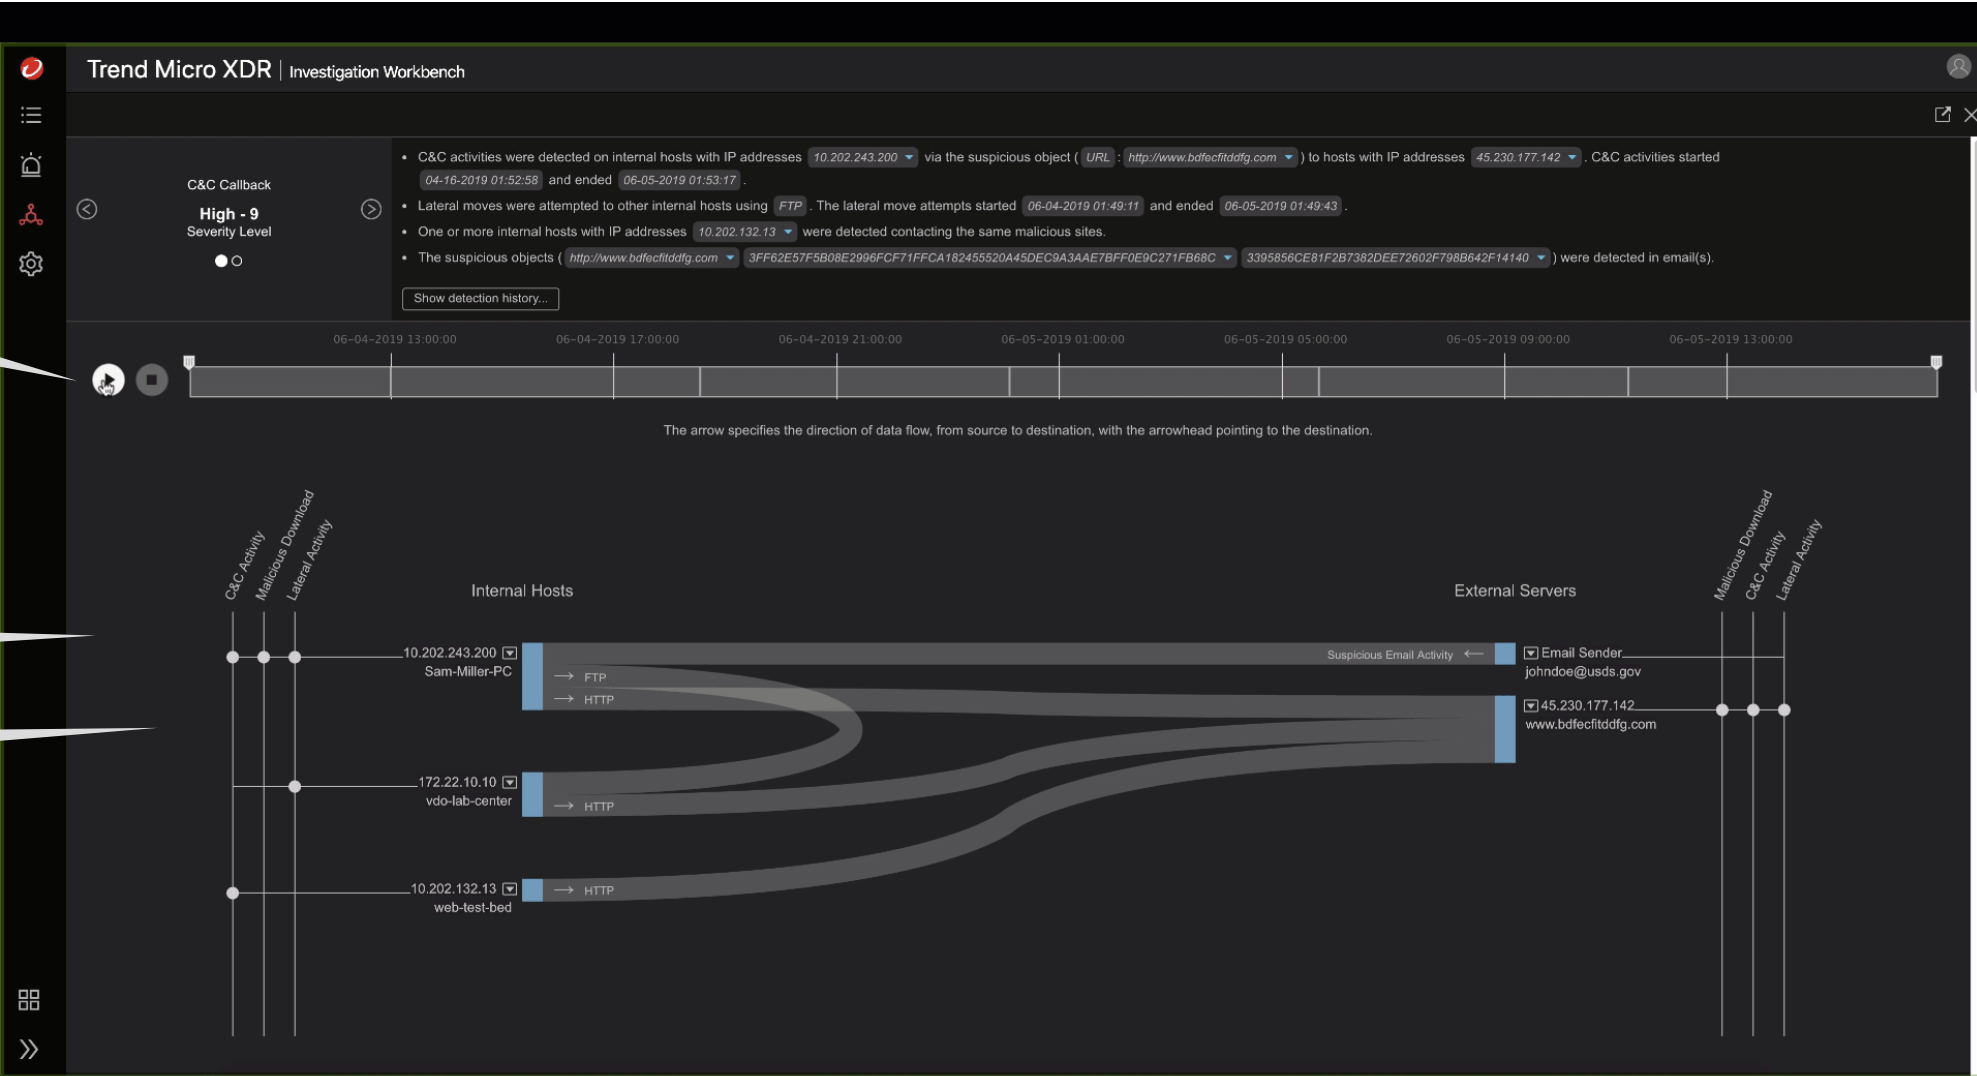 Trend Micro XDR | Investigation Workbench
C&C Callback
High - 9
Severity Level
• C&C activities were detected on internal hosts with IP addresses 10.202.243.200 via the suspicious object ( URL : http://www.bdfecfitddfg.com ) to hosts with IP addresses 45.230.177.142 . C&C activities started
04-16-2019 01:52:58 and ended 06-05-2019 01:53:17 .
• Lateral moves were attempted to other internal hosts using FTP . The lateral move attempts started 06-04-2019 01:49:11 and ended 06-05-2019 01:49:43 .
• One or more internal hosts with IP addresses 10.202.132.13 were detected contacting the same malicious sites.
• The suspicious objects ( http://www.bdfecfitddfg.com 3FF62E57F5B08E2996FCF71FFCA182455520A45DEC9A3AAE7BFF0E9C271FB68C 3395856CE81F2B7382DEE72602F798B642F14140 ) were detected in email(s).
Show detection history...
06-04-2019 13:00:00 06-04-2019 17:00:00 06-04-2019 21:00:00 06-05-2019 01:00:00 06-05-2019 05:00:00 06-05-2019 09:00:00 06-05-2019 13:00:00
The arrow specifies the direction of data flow, from source to destination, with the arrowhead pointing to the destination.
C&C Activity
Malicious Download
Lateral Activity
Internal Hosts
External Servers
Malicious Download
C&C Activity
Lateral Activity
10.202.243.200
Sam-Miller-PC
→ FTP
→ HTTP
Suspicious Email Activity ←
Email Sender
johndoe@usds.gov
45.230.177.142
www.bdfecfitddfg.com
172.22.10.10
vdo-lab-center
→ HTTP
10.202.132.13
web-test-bed
→ HTTP